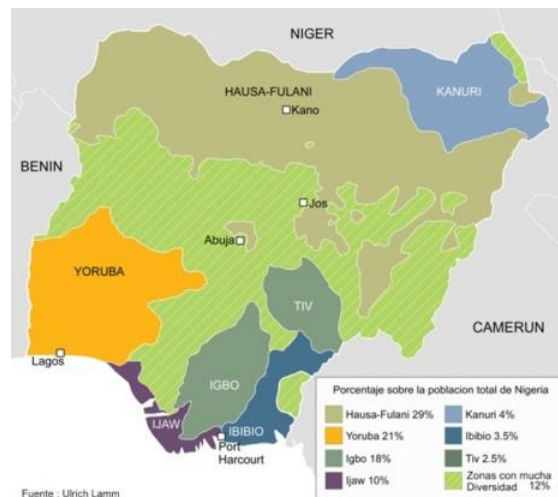 NIGER
HAUSA-FULANI
KANURI
Kano
BENIN
Jos
Abuja
YORUBA
TIV
CAMERUN
Lagos
IGBO
IJAW
IBIBIO
Port
Harcourt
Porcentaje sobre la poblacion total de Nigeria
Hausa-Fulani 29%
Yoruba 21%
Igbo 18%
Ijaw 10%
Kanuri 4%
Ibibio 3.5%
Tiv 2.5%
Zonas con mucha
Diversidad 12%
Fuente : Ulrich Lamm